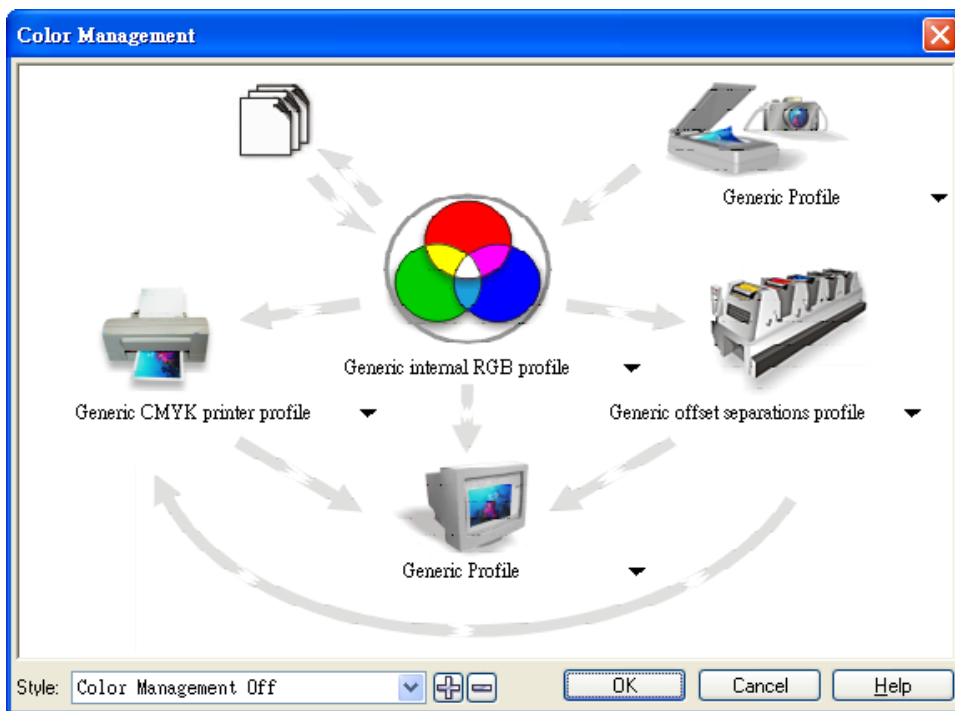 Color Management
Generic Profile
Generic internal RGB profile
Generic CMYK printer profile
Generic offset separations profile
Generic Profile
Style: Color Management Off
OK
Cancel
Help